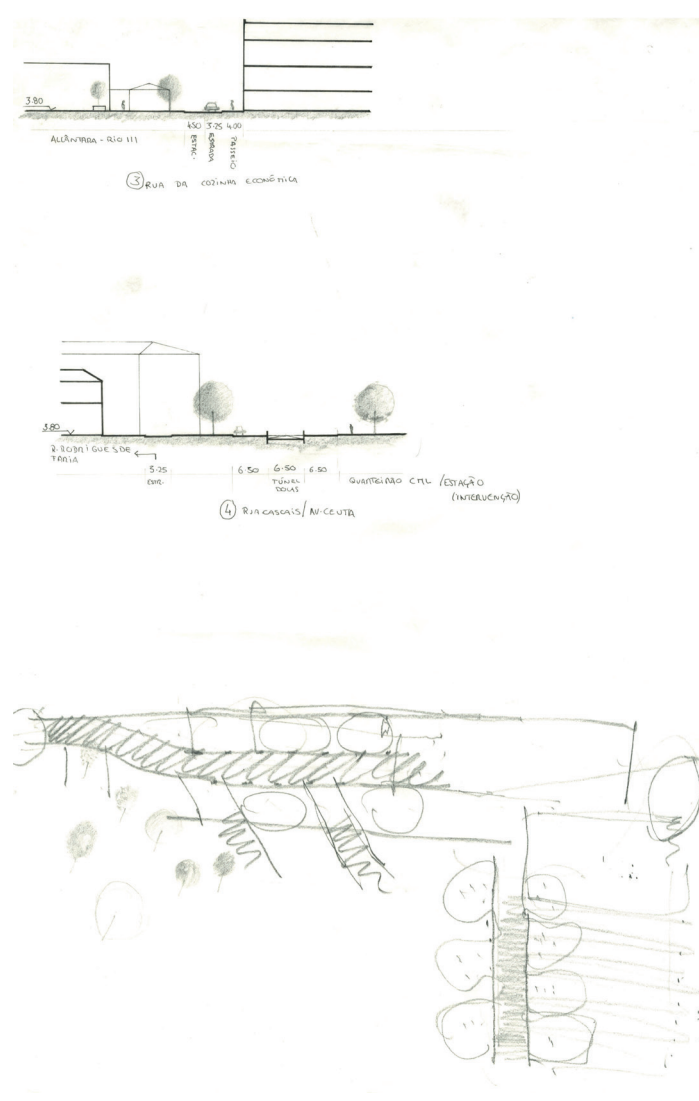 3.80
ALCÂNTARA - RIO III
4.50 3.25 4.00
ESTAC.
ESTRADA
PASSEIO
3 RUA DA COZINHA ECONÔMICA
3.80
R. RODRIGUES DE
FARIA
5.25 6.50 6.50 6.50
ESTR.
TÚNEL
DOCAS
QUARTEIRÃO CML / ESTAÇÃO
(INTERVENÇÃO)
4 RUA CASCAIS / AV. CEUTA